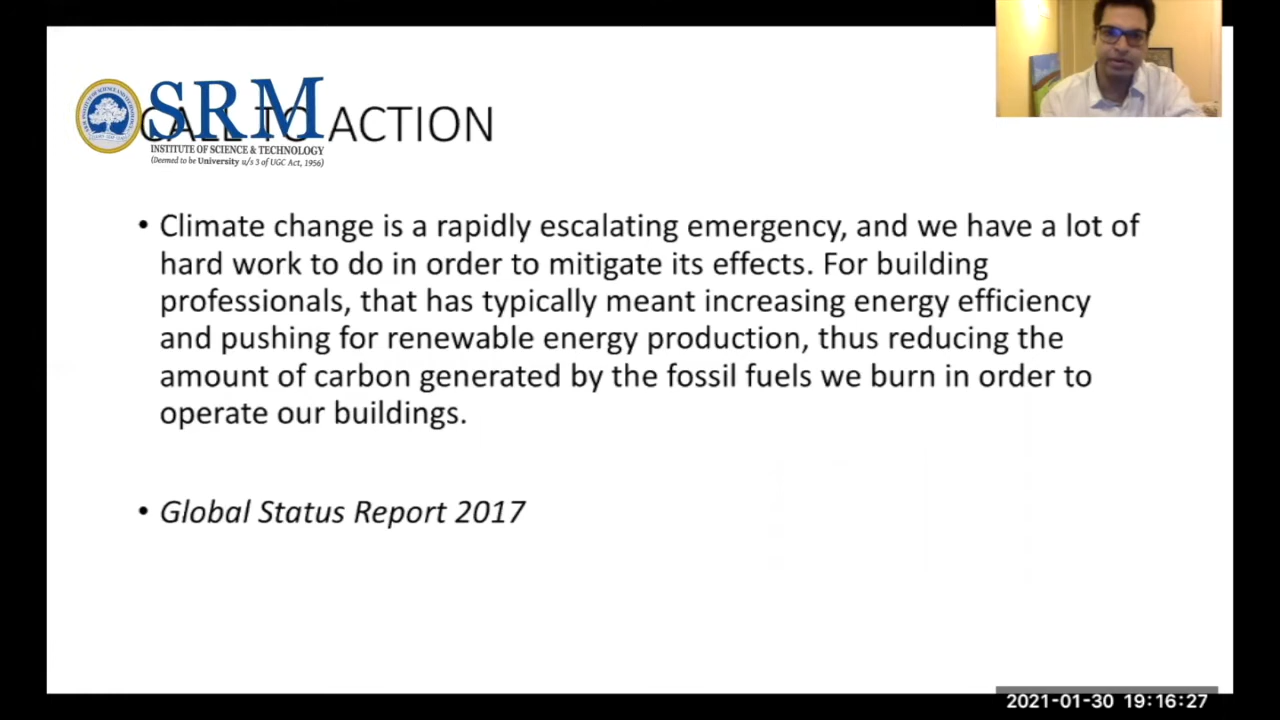 SRM
CALL TO ACTION
INSTITUTE OF SCIENCE & TECHNOLOGY
(Deemed to be University u/s 3 of UGC Act, 1956)
• Climate change is a rapidly escalating emergency, and we have a lot of
hard work to do in order to mitigate its effects. For building
professionals, that has typically meant increasing energy efficiency
and pushing for renewable energy production, thus reducing the
amount of carbon generated by the fossil fuels we burn in order to
operate our buildings.
• Global Status Report 2017
2021-01-30 19:16:27